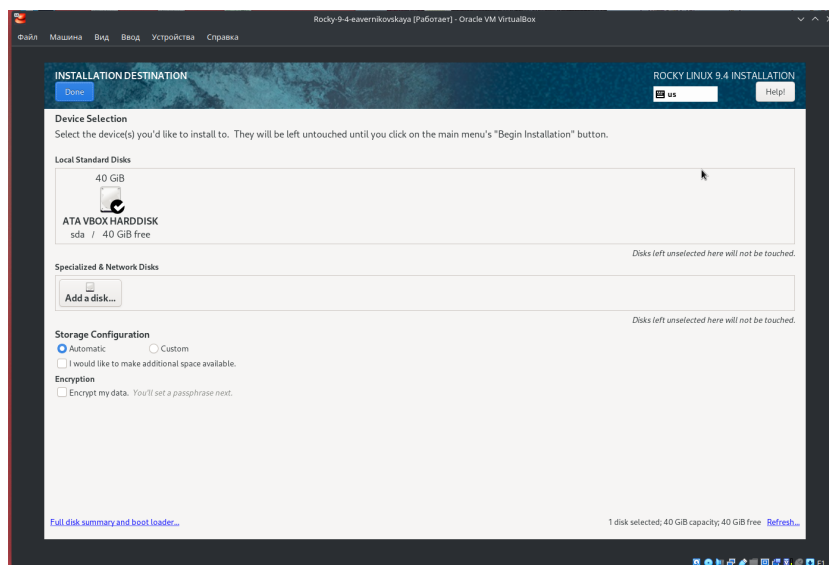 Rocky-9-4-eavernikovskaya [Работает] - Oracle VM VirtualBox
Файл Машина Вид Ввод Устройства Справка
INSTALLATION DESTINATION
ROCKY LINUX 9.4 INSTALLATION
Done
us
Help!
Device Selection
Select the device(s) you'd like to install to. They will be left untouched until you click on the main menu's "Begin Installation" button.
Local Standard Disks
40 GiB
ATA VBOX HARDDISK
sda / 40 GiB free
Disks left unselected here will not be touched.
Specialized & Network Disks
Add a disk...
Disks left unselected here will not be touched.
Storage Configuration
Automatic Custom
I would like to make additional space available.
Encryption
Encrypt my data. You'll set a passphrase next.
Full disk summary and boot loader...
1 disk selected; 40 GiB capacity; 40 GiB free Refresh...